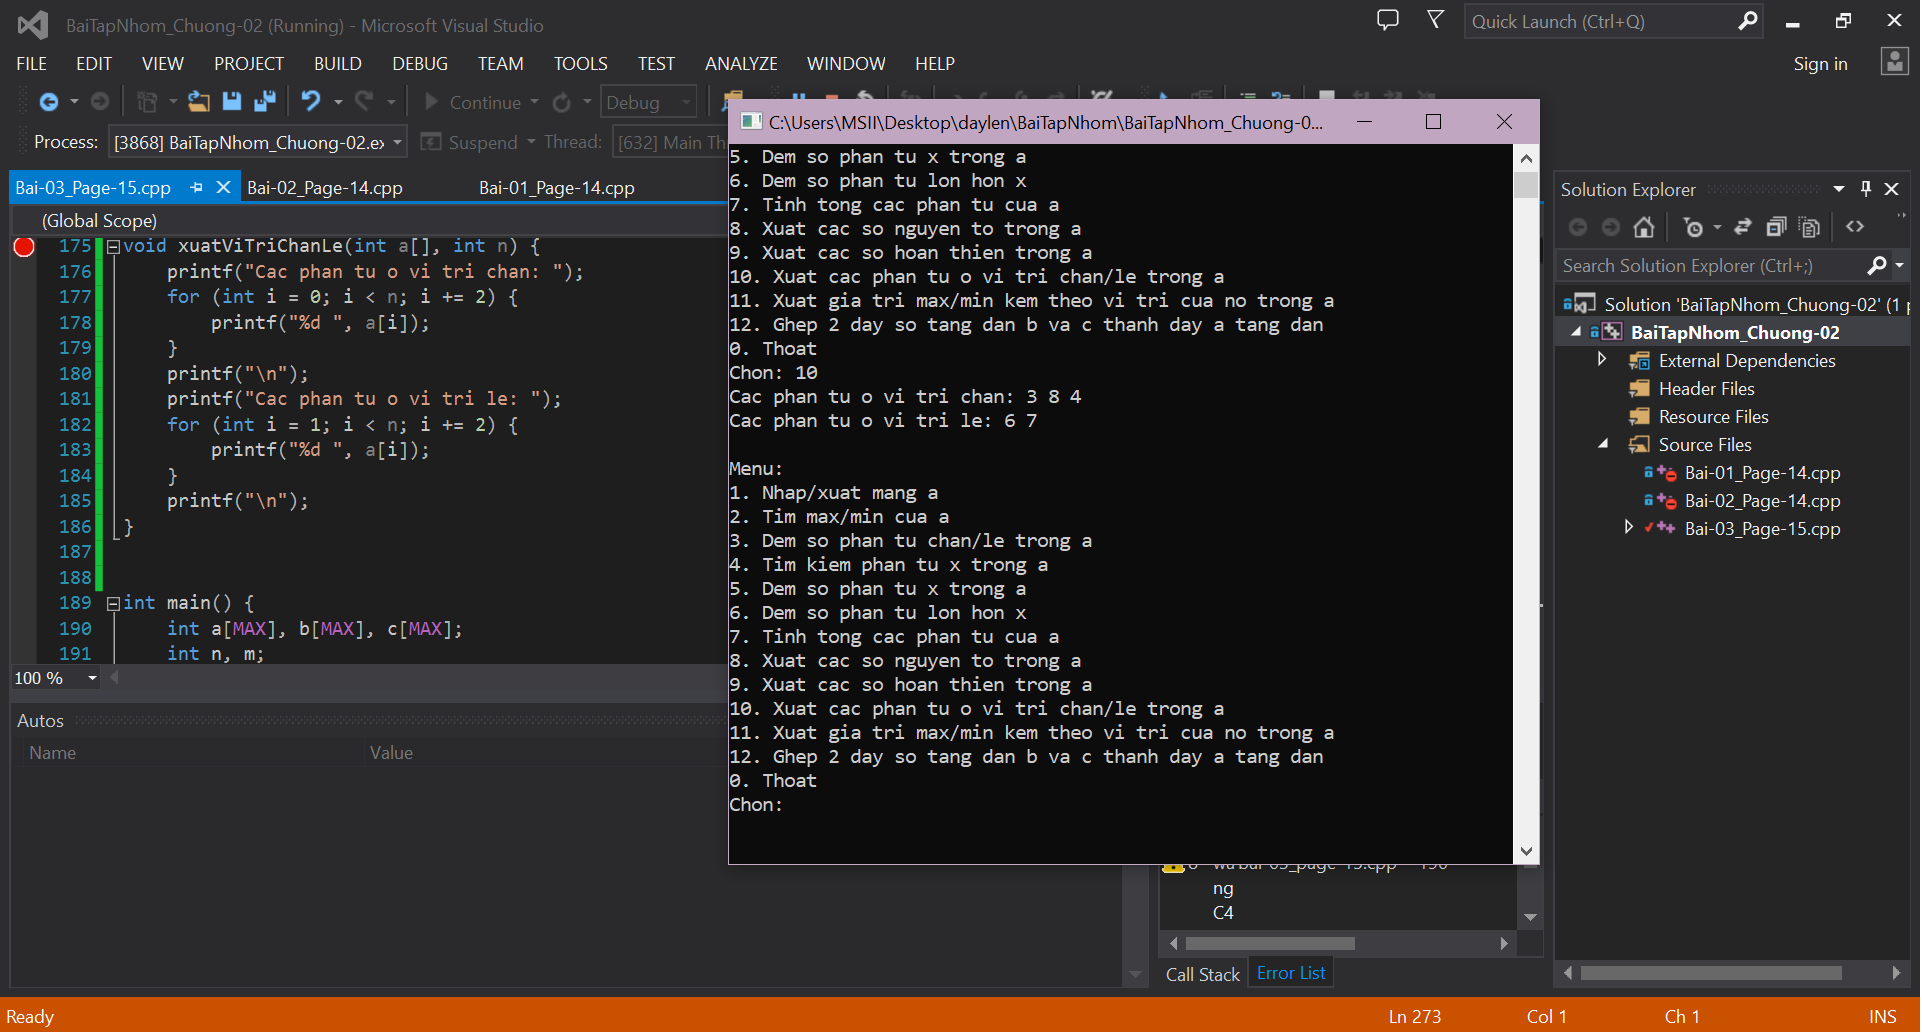 BaiTapNhom_Chuong-02 (Running) - Microsoft Visual Studio
Quick Launch (Ctrl+Q)
FILE EDIT VIEW PROJECT BUILD DEBUG TEAM TOOLS TEST ANALYZE WINDOW HELP
Sign in
Continue Debug
Process: [3868] BaiTapNhom_Chuong-02.ex Suspend Thread: [632] Main Th
Bai-03_Page-15.cpp Bai-02_Page-14.cpp Bai-01_Page-14.cpp
(Global Scope)
175 void xuatViTriChanLe(int a[], int n) {
176 printf("Cac phan tu o vi tri chan: ");
177 for (int i = 0; i < n; i += 2) {
178 printf("%d ", a[i]);
179 }
180 printf("\n");
181 printf("Cac phan tu o vi tri le: ");
182 for (int i = 1; i < n; i += 2) {
183 printf("%d ", a[i]);
184 }
185 printf("\n");
186 }
187
188
189 int main() {
190 int a[MAX], b[MAX], c[MAX];
191 int n, m;
100 %
Autos
Name Value
C:\Users\MSII\Desktop\daylen\BaiTapNhom\BaiTapNhom_Chuong-0...
5. Dem so phan tu x trong a
6. Dem so phan tu lon hon x
7. Tinh tong cac phan tu cua a
8. Xuat cac so nguyen to trong a
9. Xuat cac so hoan thien trong a
10. Xuat cac phan tu o vi tri chan/le trong a
11. Xuat gia tri max/min kem theo vi tri cua no trong a
12. Ghep 2 day so tang dan b va c thanh day a tang dan
0. Thoat
Chon: 10
Cac phan tu o vi tri chan: 3 8 4
Cac phan tu o vi tri le: 6 7
Menu:
1. Nhap/xuat mang a
2. Tim max/min cua a
3. Dem so phan tu chan/le trong a
4. Tim kiem phan tu x trong a
5. Dem so phan tu x trong a
6. Dem so phan tu lon hon x
7. Tinh tong cac phan tu cua a
8. Xuat cac so nguyen to trong a
9. Xuat cac so hoan thien trong a
10. Xuat cac phan tu o vi tri chan/le trong a
11. Xuat gia tri max/min kem theo vi tri cua no trong a
12. Ghep 2 day so tang dan b va c thanh day a tang dan
0. Thoat
Chon:
ng
C4
Call Stack Error List
Solution Explorer
Search Solution Explorer (Ctrl+;)
Solution 'BaiTapNhom_Chuong-02' (1 p
BaiTapNhom_Chuong-02
External Dependencies
Header Files
Resource Files
Source Files
Bai-01_Page-14.cpp
Bai-02_Page-14.cpp
Bai-03_Page-15.cpp
Ready Ln 273 Col 1 Ch 1 INS